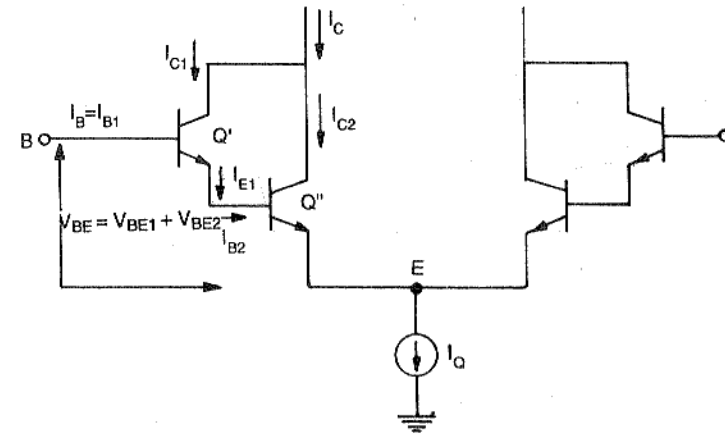 I_C
I_C1
I_C2
I_B=I_B1
B
Q'
I_E1
Q''
V_BE = V_BE1 + V_BE2
I_B2
E
I_Q